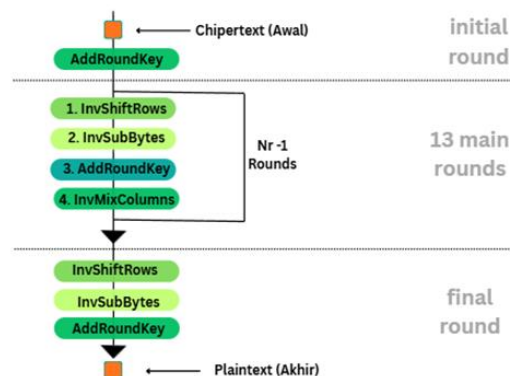 Chipertext (Awal)
initial
round
AddRoundKey
1. InvShiftRows
2. InvSubBytes
3. AddRoundKey
4. InvMixColumns
Nr -1
Rounds
13 main
rounds
InvShiftRows
InvSubBytes
AddRoundKey
final
round
Plaintext (Akhir)